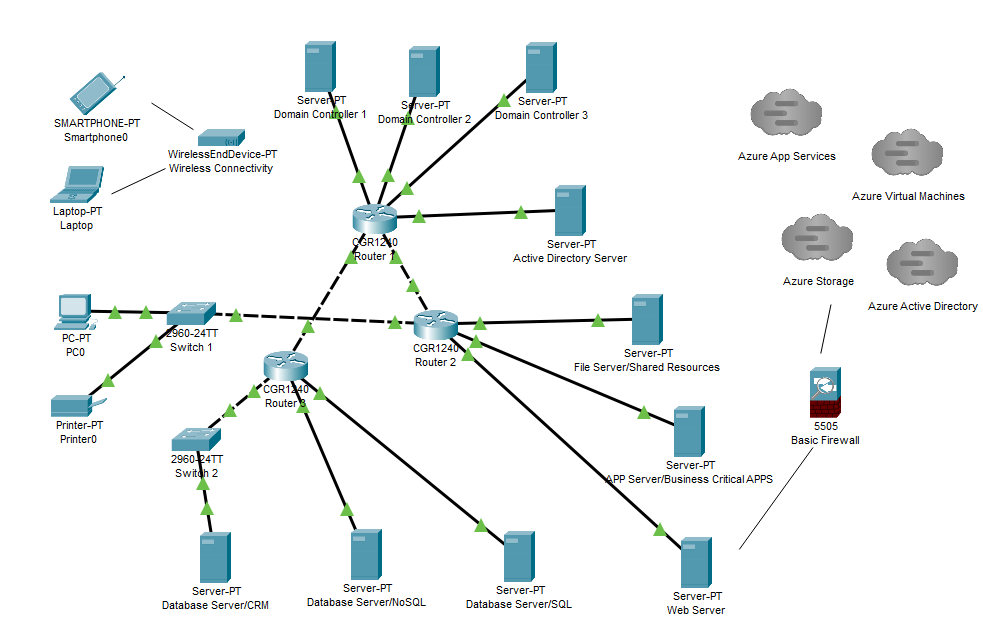 Server-PT
Domain Controller 1
Server-PT
Domain Controller 2
Server-PT
Domain Controller 3
SMARTPHONE-PT
Smartphone0
WirelessEndDevice-PT
Wireless Connectivity
Laptop-PT
Laptop
Azure App Services
Azure Virtual Machines
Azure Storage
Azure Active Directory
CGR1240
Router 1
Server-PT
Active Directory Server
PC-PT
PC0
2960-24TT
Switch 1
CGR1240
Router 2
Server-PT
File Server/Shared Resources
CGR1240
Router 3
Printer-PT
Printer0
5505
Basic Firewall
2960-24TT
Switch 2
Server-PT
APP Server/Business Critical APPS
Server-PT
Database Server/CRM
Server-PT
Database Server/NoSQL
Server-PT
Database Server/SQL
Server-PT
Web Server